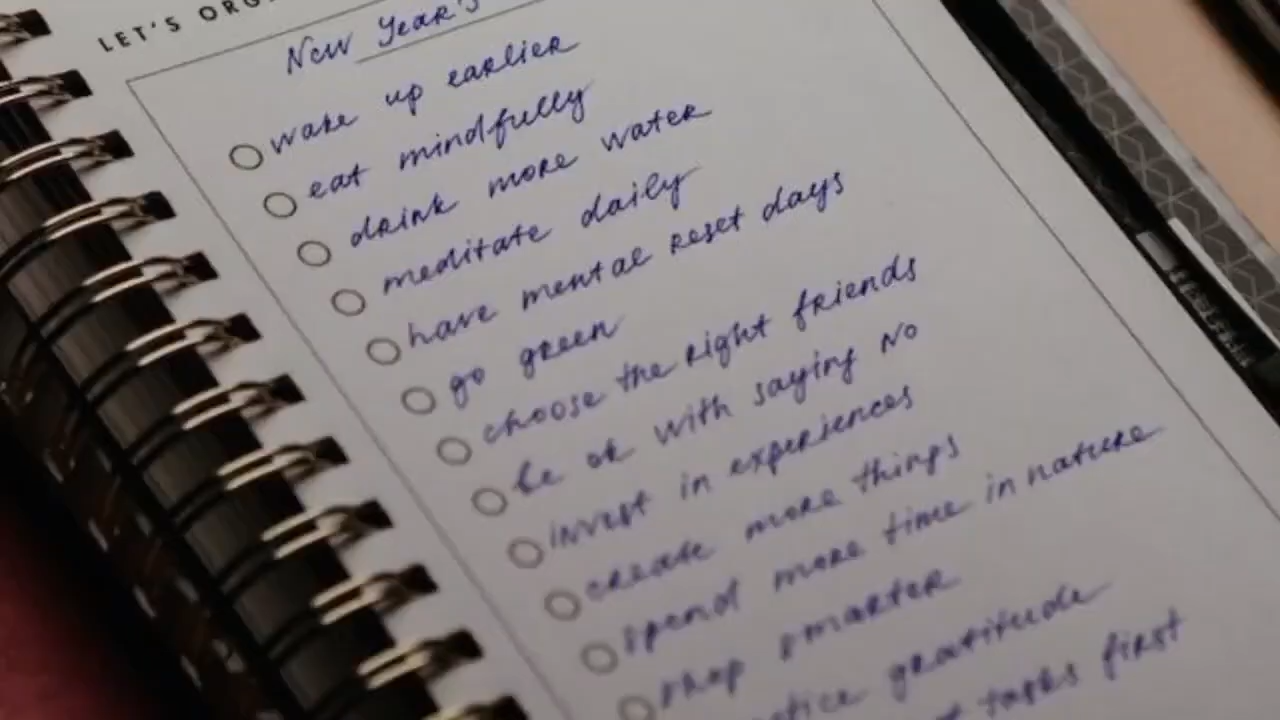 LET'S ORG
New Year's
wake up earlier
eat mindfully
drink more water
meditate daily
have mental reset days
go green
choose the right friends
be ok with saying NO
invest in experiences
create more things
spend more time in nature
shop smarter
gratitude
tasks first